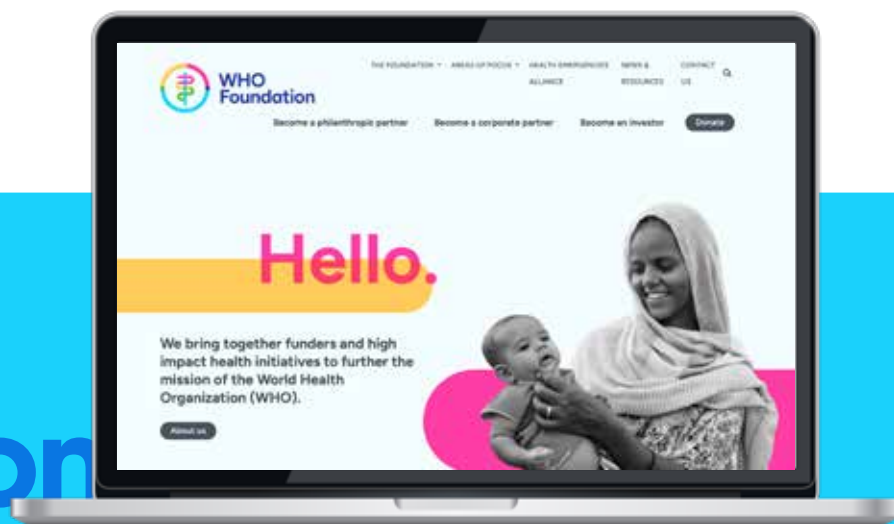 WHO
Foundation
THE FOUNDATION AREAS OF FOCUS HEALTH EMERGENCIES NEWS & CONTACT
ALLIANCE RESOURCES US
Become a philanthropic partner Become a corporate partner Become an investor Donate
Hello.
We bring together funders and high
impact health initiatives to further the
mission of the World Health
Organization (WHO).
About us
on